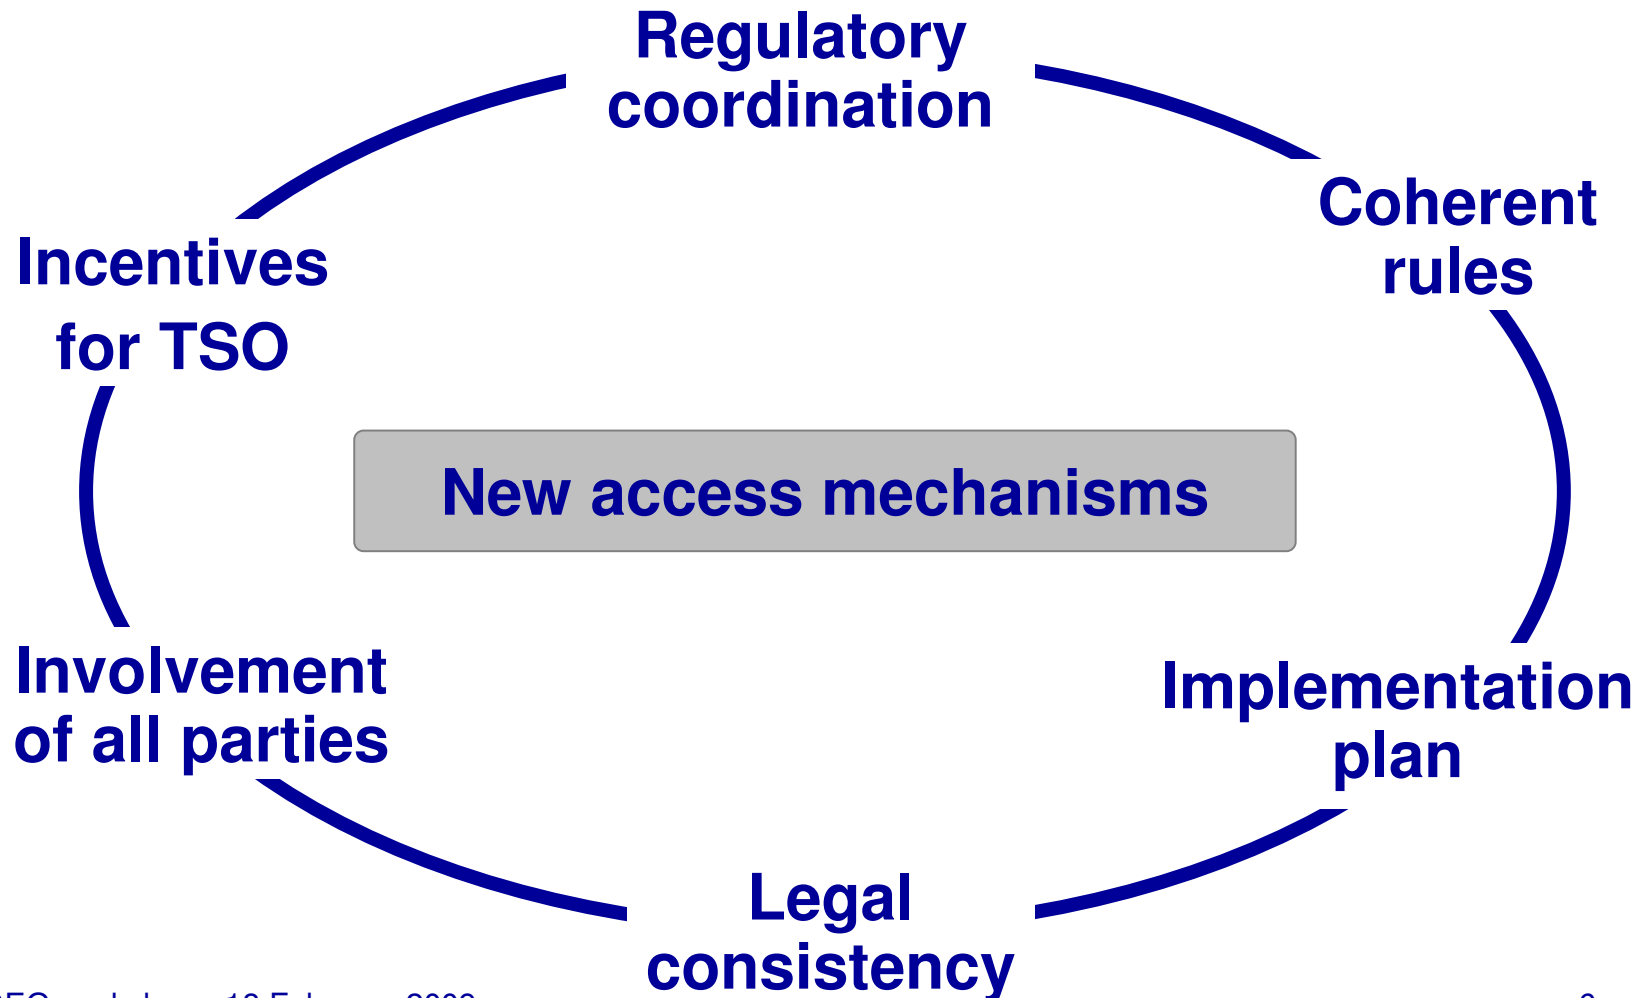 Regulatory
coordination
Coherent
rules
Incentives
for TSO
New access mechanisms
Involvement
of all parties
Implementation
plan
Legal
consistency